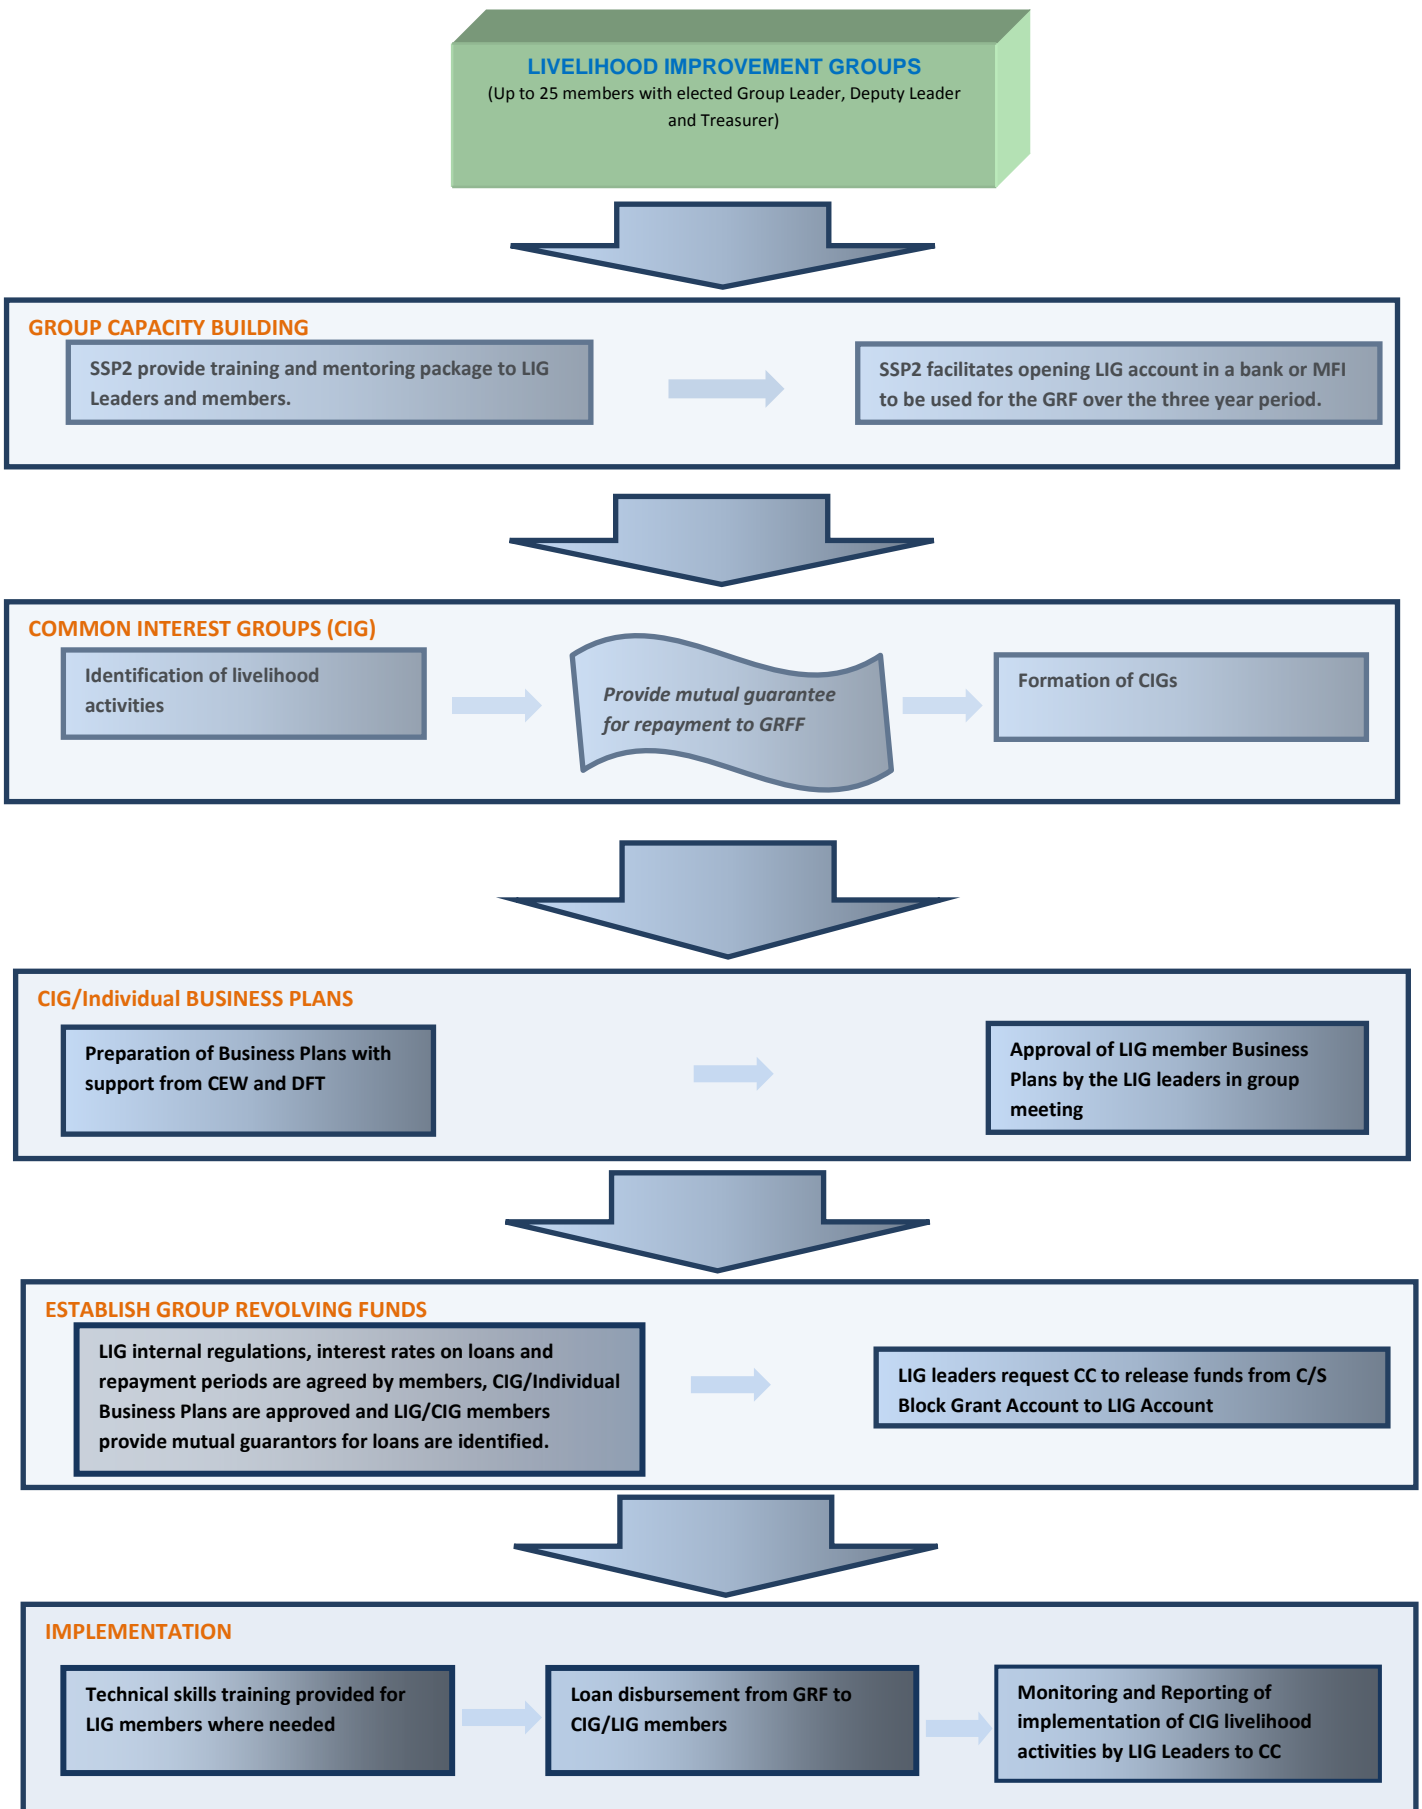 LIVELIHOOD IMPROVEMENT GROUPS
(Up to 25 members with elected Group Leader, Deputy Leader
and Treasurer)
GROUP CAPACITY BUILDING
SSP2 provide training and mentoring package to LIG
Leaders and members.
SSP2 facilitates opening LIG account in a bank or MFI
to be used for the GRF over the three year period.
COMMON INTEREST GROUPS (CIG)
Identification of livelihood
activities
Provide mutual guarantee
for repayment to GRFF
Formation of CIGs
CIG/Individual BUSINESS PLANS
Preparation of Business Plans with
support from CEW and DFT
Approval of LIG member Business
Plans by the LIG leaders in group
meeting
ESTABLISH GROUP REVOLVING FUNDS
LIG internal regulations, interest rates on loans and
repayment periods are agreed by members, CIG/Individual
Business Plans are approved and LIG/CIG members
provide mutual guarantors for loans are identified.
LIG leaders request CC to release funds from C/S
Block Grant Account to LIG Account
IMPLEMENTATION
Technical skills training provided for
LIG members where needed
Loan disbursement from GRF to
CIG/LIG members
Monitoring and Reporting of
implementation of CIG livelihood
activities by LIG Leaders to CC